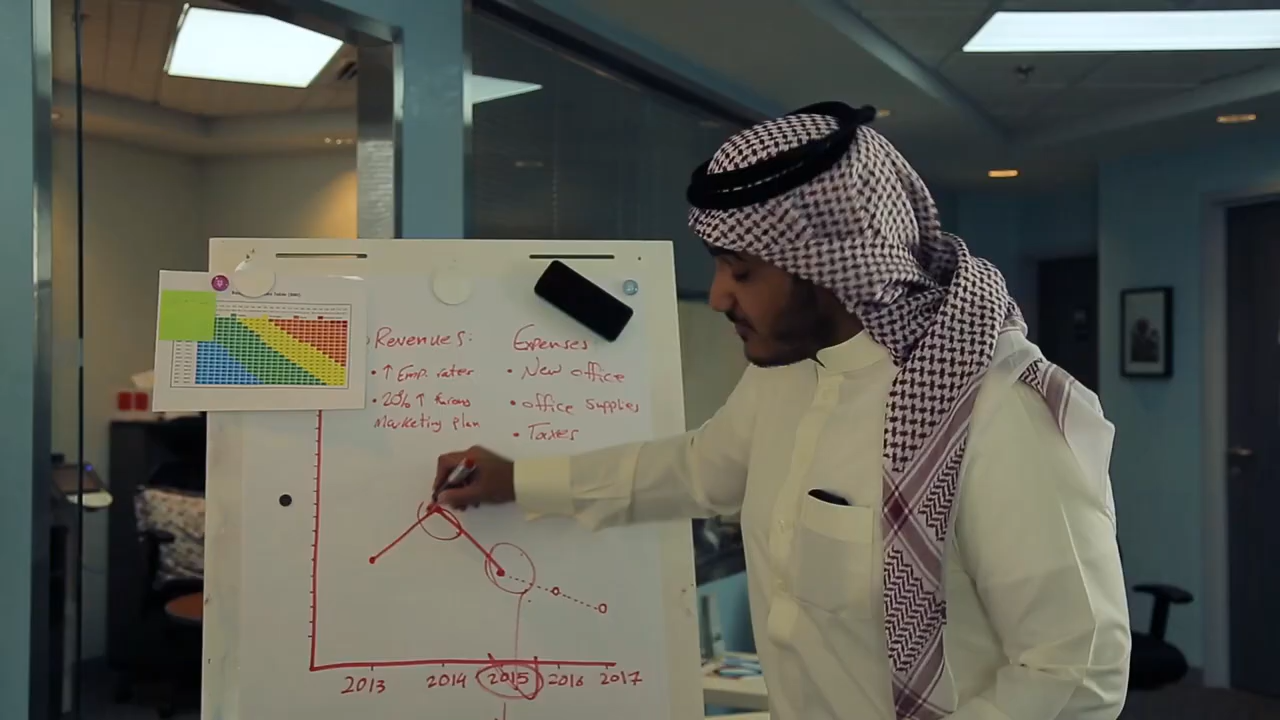 Revenues:
• ↑ Emp. rates
• 20% ↑
Marketing plan
Expenses
• New office
• office supplies
• Taxes
2013 2014 2015 2016 2017